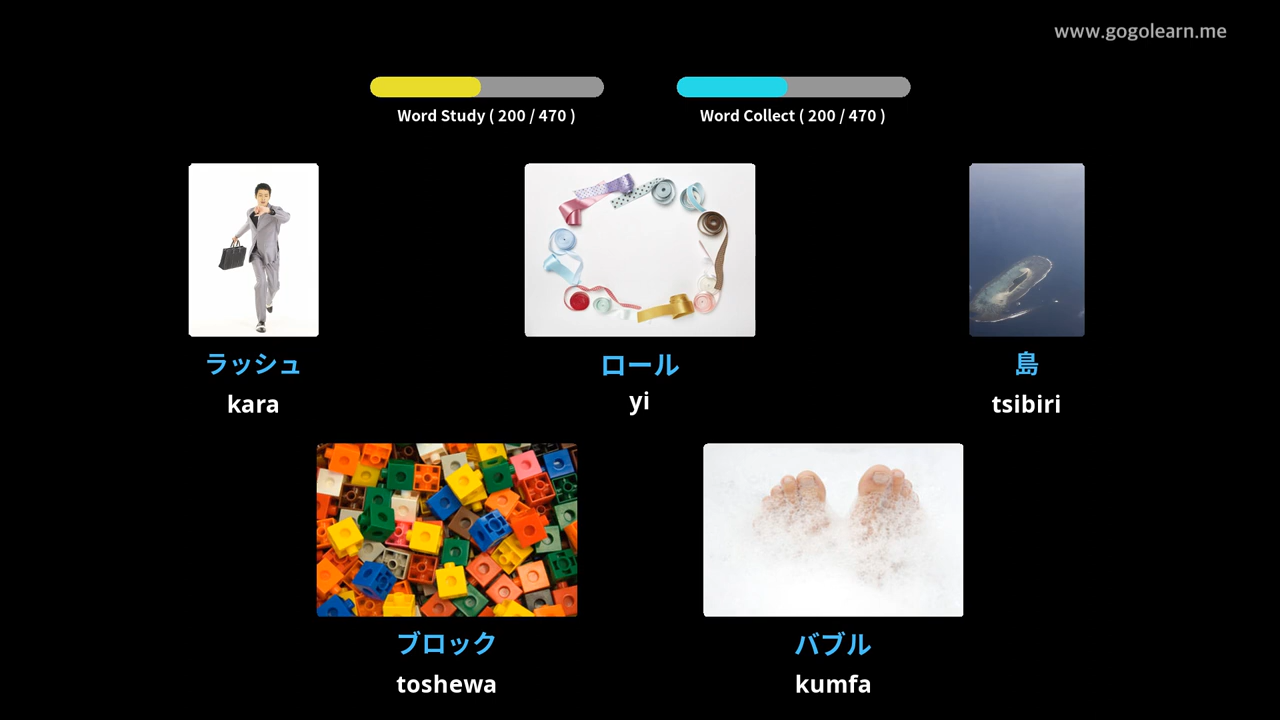 www.gogolearn.me
Word Study ( 200 / 470 )
Word Collect ( 200 / 470 )
ラッシュ
kara
ロール
yi
島
tsibiri
ブロック
toshewa
バブル
kumfa